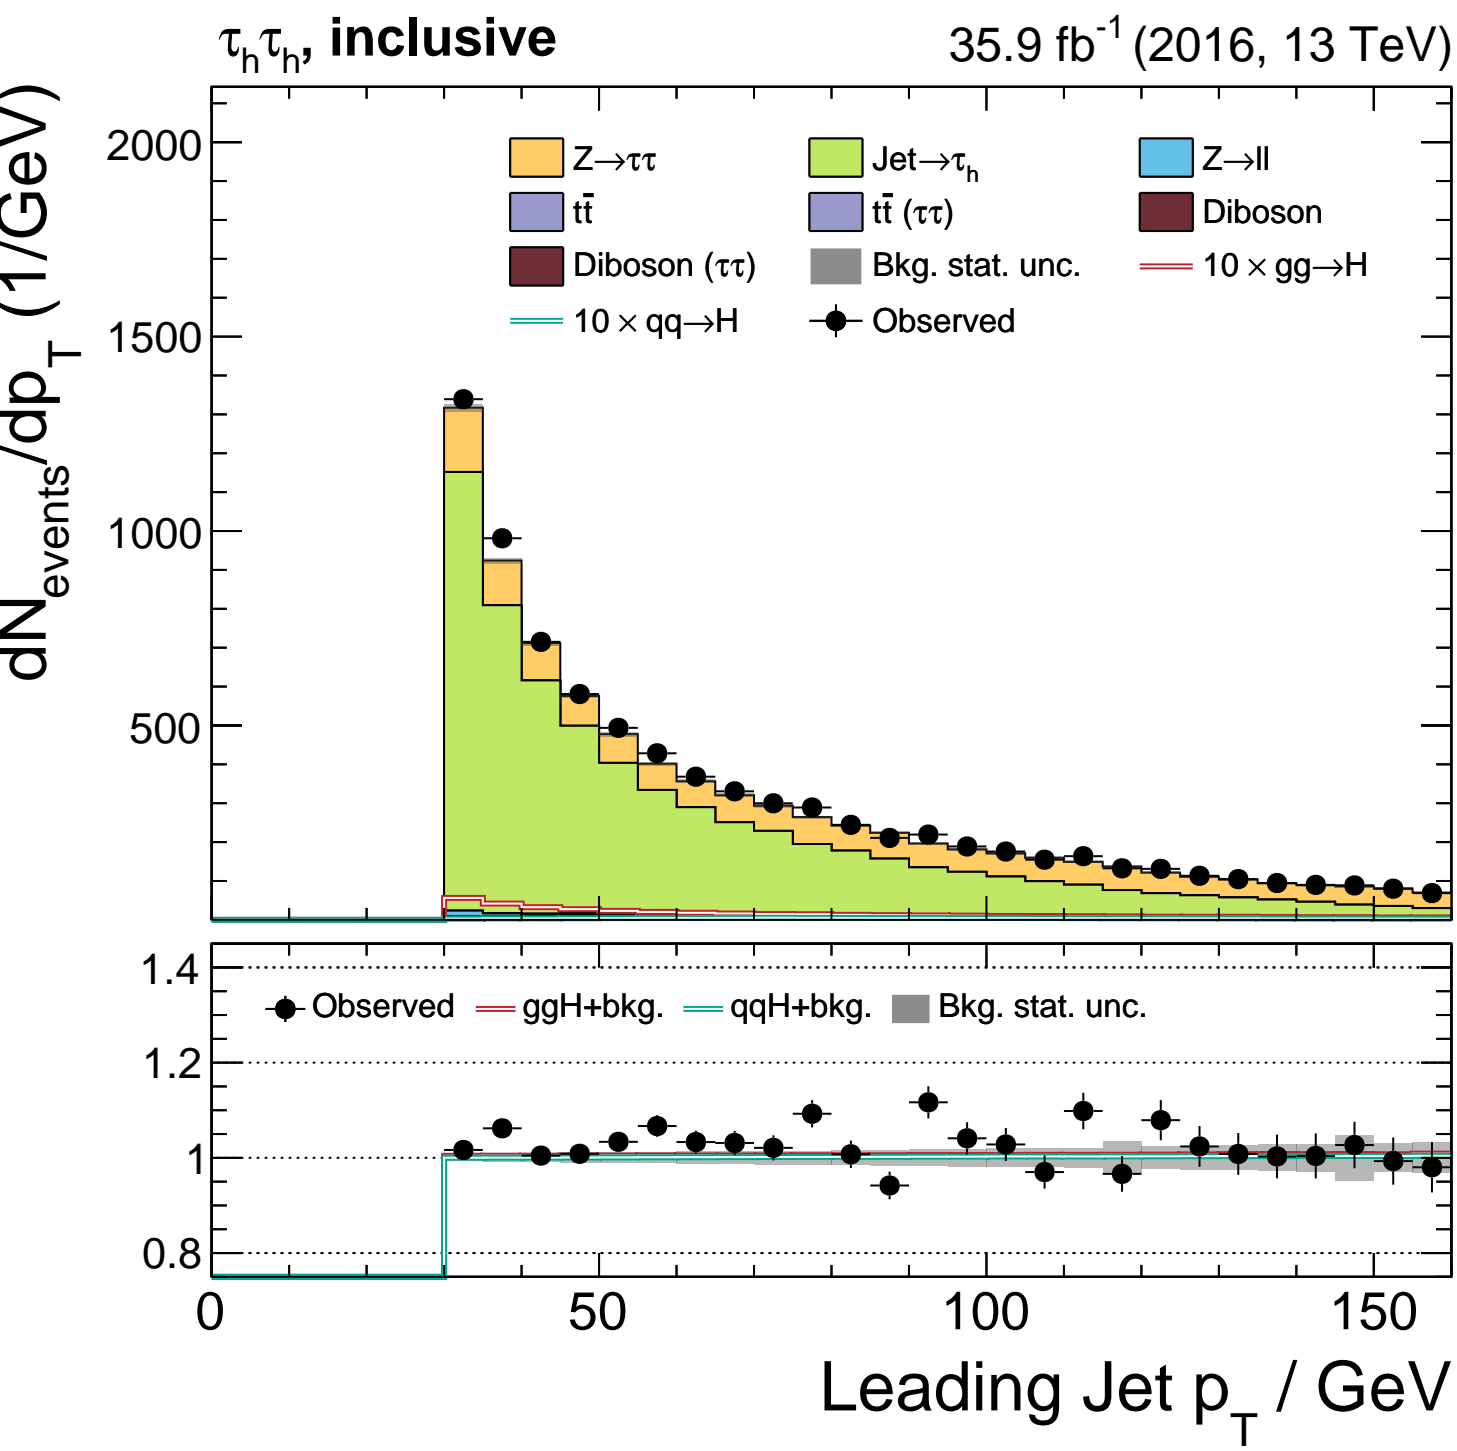 τhτh, inclusive 35.9 fb-1 (2016, 13 TeV)
dNevents/dpT (1/GeV)
2000
1500
1000
500
Z→ττ Jet→τh Z→ll
tt̄ tt̄ (ττ) Diboson
Diboson (ττ) Bkg. stat. unc. 10 × gg→H
10 × qq→H Observed
1.4
1.2
1
0.8
Observed ggH+bkg. qqH+bkg. Bkg. stat. unc.
0 50 100 150
Leading Jet pT / GeV